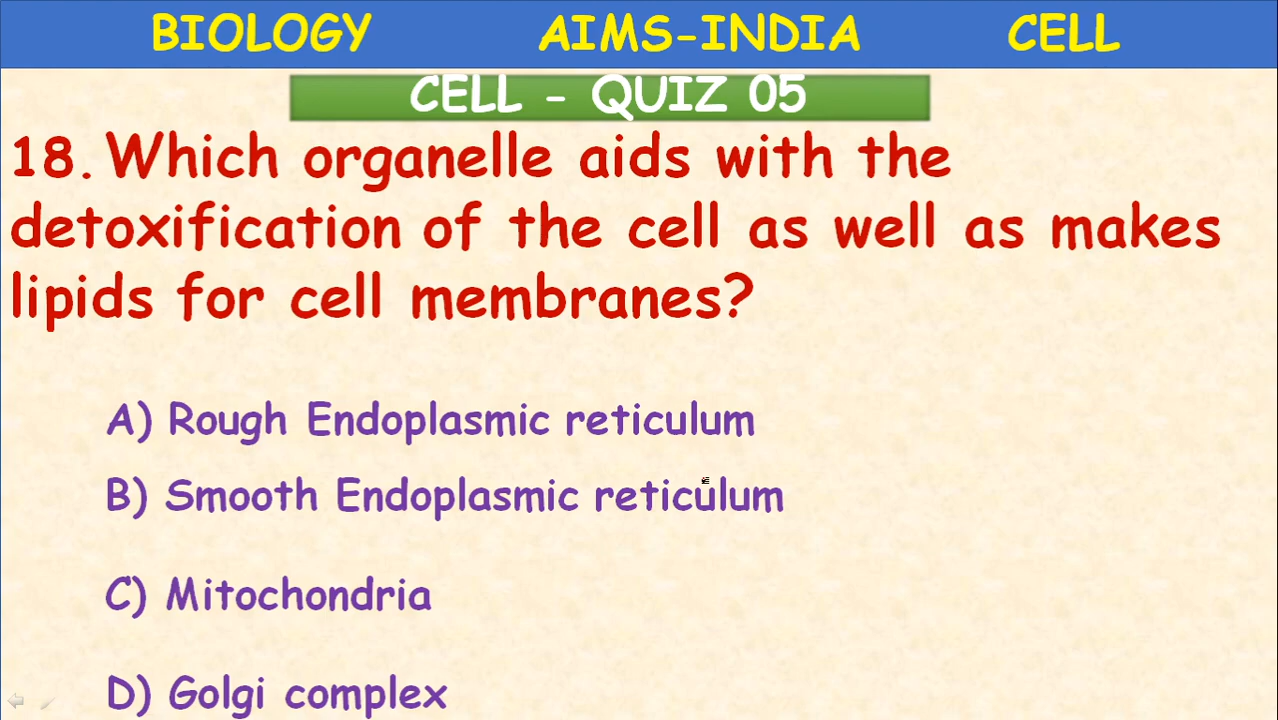 BIOLOGY AIMS-INDIA CELL
CELL - QUIZ 05
18. Which organelle aids with the
detoxification of the cell as well as makes
lipids for cell membranes?
A) Rough Endoplasmic reticulum
B) Smooth Endoplasmic reticulum
C) Mitochondria
D) Golgi complex